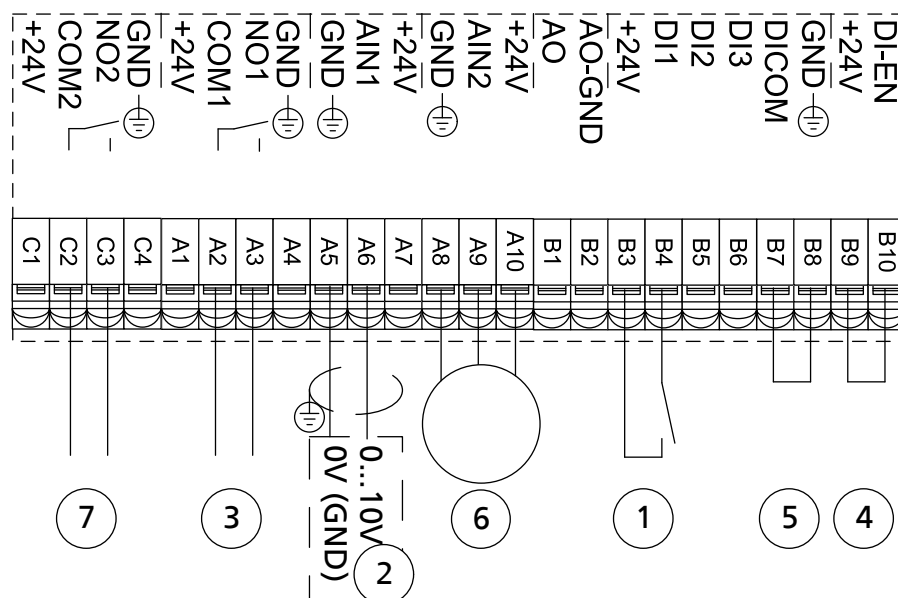 +24V
COM2
NO2
GND
+24V
COM1
NO1
GND
GND
AIN1
+24V
GND
AIN2
+24V
AO
AO-GND
+24V
DI1
DI2
DI3
DICOM
GND
+24V
DI-EN
C1
C2
C3
C4
A1
A2
A3
A4
A5
A6
A7
A8
A9
A10
B1
B2
B3
B4
B5
B6
B7
B8
B9
B10
0V (GND)
0...10V
7
3
2
6
1
5
4